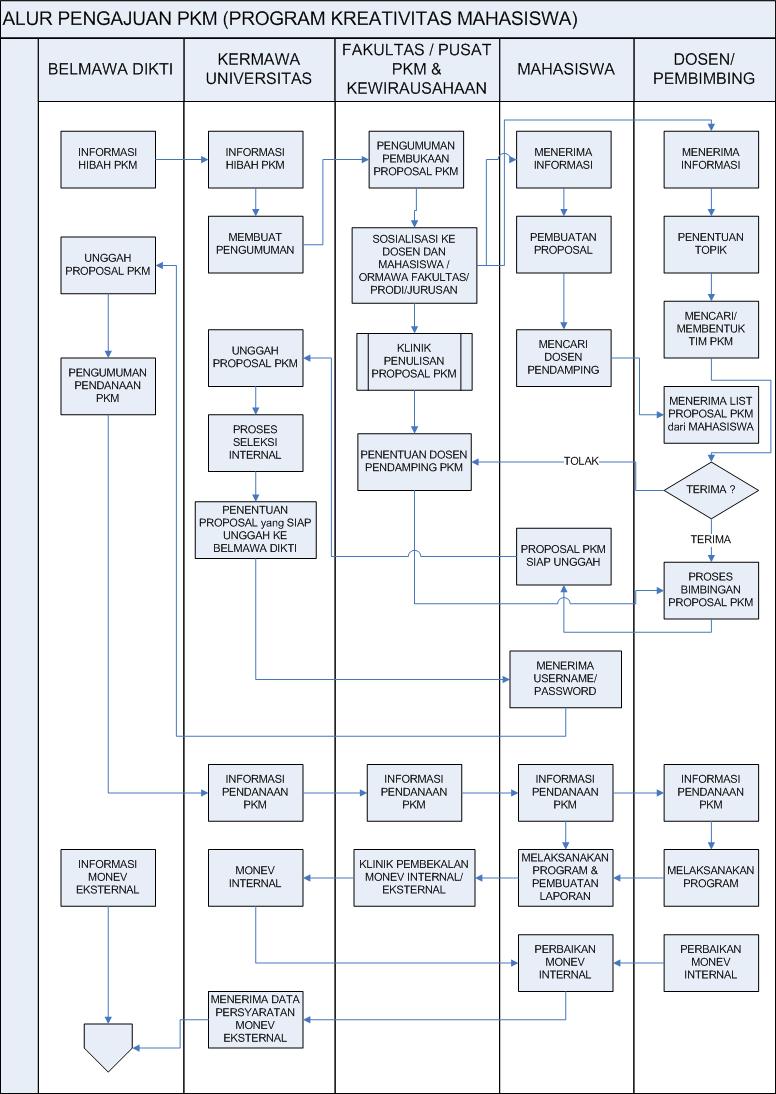 ALUR PENGAJUAN PKM (PROGRAM KREATIVITAS MAHASISWA)
BELMAWA DIKTI
KERMAWA
UNIVERSITAS
FAKULTAS / PUSAT
PKM &
KEWIRAUSAHAAN
MAHASISWA
DOSEN/
PEMBIMBING
INFORMASI
HIBAH PKM
INFORMASI
HIBAH PKM
PENGUMUMAN
PEMBUKAAN
PROPOSAL PKM
MENERIMA
INFORMASI
MENERIMA
INFORMASI
MEMBUAT
PENGUMUMAN
SOSIALISASI KE
DOSEN DAN
MAHASISWA /
ORMAWA FAKULTAS/
PRODI/JURUSAN
PEMBUATAN
PROPOSAL
PENENTUAN
TOPIK
UNGGAH
PROPOSAL PKM
MENCARI/
MEMBENTUK
TIM PKM
UNGGAH
PROPOSAL PKM
KLINIK
PENULISAN
PROPOSAL PKM
MENCARI
DOSEN
PENDAMPING
PENGUMUMAN
PENDANAAN
PKM
MENERIMA LIST
PROPOSAL PKM
dari MAHASISWA
PROSES
SELEKSI
INTERNAL
PENENTUAN DOSEN
PENDAMPING PKM
TOLAK
TERIMA ?
PENENTUAN
PROPOSAL yang SIAP
UNGGAH KE
BELMAWA DIKTI
TERIMA
PROPOSAL PKM
SIAP UNGGAH
PROSES
BIMBINGAN
PROPOSAL PKM
MENERIMA
USERNAME/
PASSWORD
INFORMASI
PENDANAAN
PKM
INFORMASI
PENDANAAN
PKM
INFORMASI
PENDANAAN
PKM
INFORMASI
PENDANAAN
PKM
INFORMASI
MONEV
EKSTERNAL
MONEV
INTERNAL
KLINIK PEMBEKALAN
MONEV INTERNAL/
EKSTERNAL
MELAKSANAKAN
PROGRAM &
PEMBUATAN
LAPORAN
MELAKSANAKAN
PROGRAM
PERBAIKAN
MONEV
INTERNAL
PERBAIKAN
MONEV
INTERNAL
MENERIMA DATA
PERSYARATAN
MONEV
EKSTERNAL